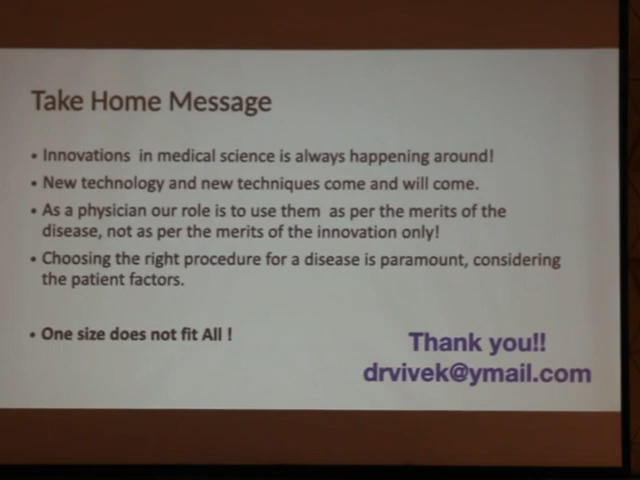 Take Home Message
• Innovations in medical science is always happening around!
• New technology and new techniques come and will come.
• As a physician our role is to use them as per the merits of the
disease, not as per the merits of the innovation only!
• Choosing the right procedure for a disease is paramount, considering
the patient factors.
• One size does not fit All !
Thank you!!
drvivek@ymail.com